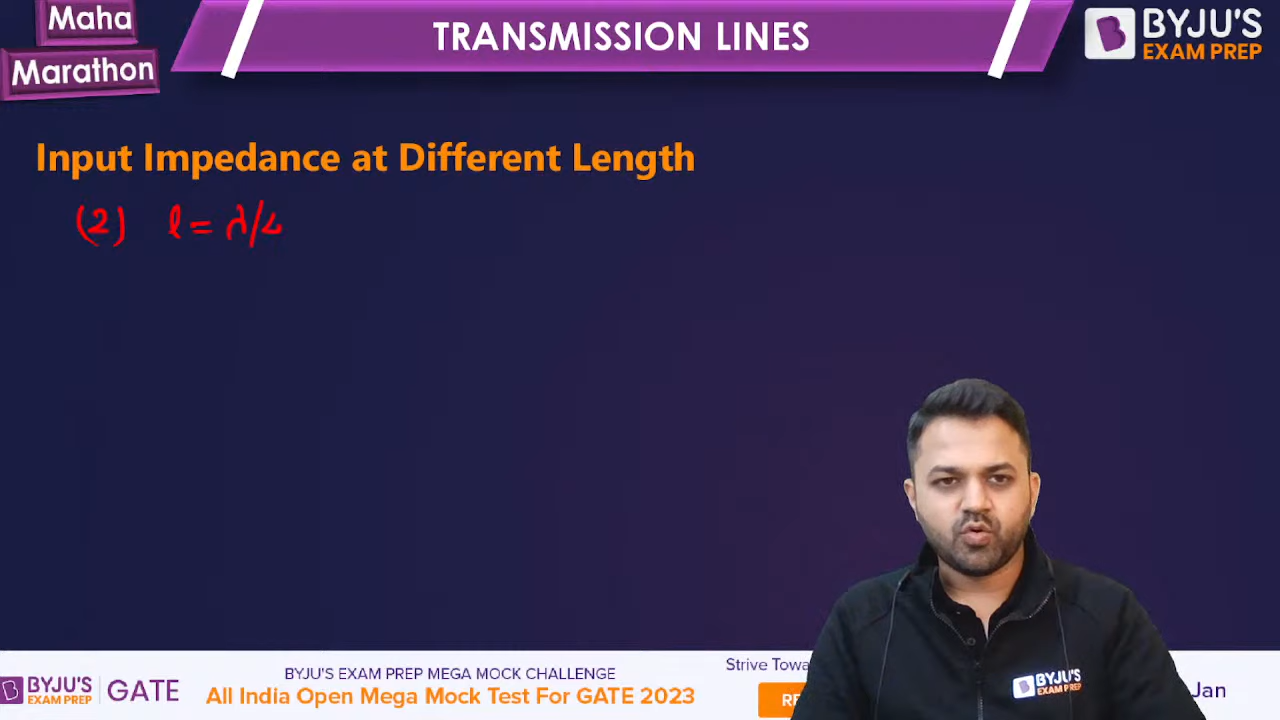 Maha
Marathon
TRANSMISSION LINES
BYJU'S
EXAM PREP
Input Impedance at Different Length
(2) l = λ/
BYJU'S EXAM PREP MEGA MOCK CHALLENGE
All India Open Mega Mock Test For GATE 2023
BYJU'S
EXAM PREP
GATE
Strive Towa
RE
Jan
BYJU'S
EXAM PREP